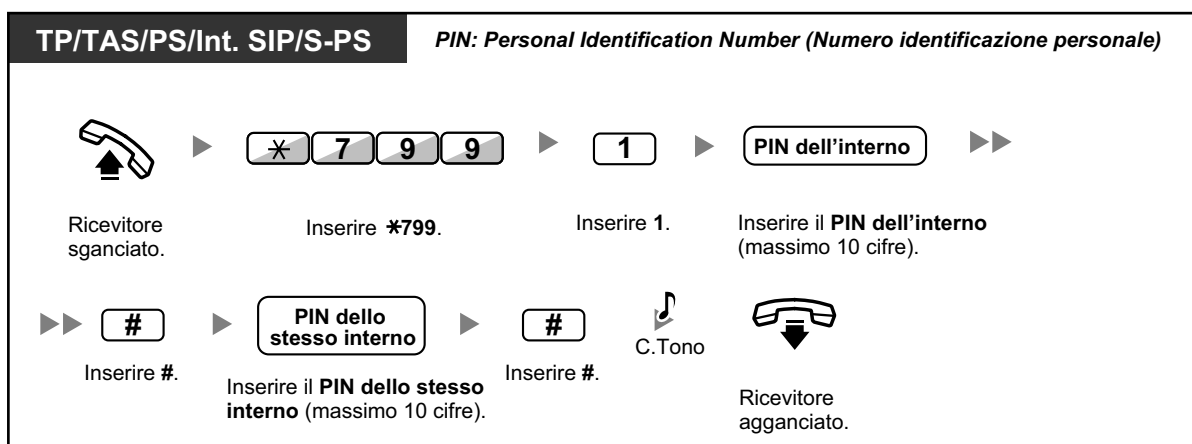 TP/TAS/PS/Int. SIP/S-PS
PIN: Personal Identification Number (Numero identificazione personale)
* 7 9 9
1
PIN dell'interno
Ricevitore
sganciato.
Inserire *799.
Inserire 1.
Inserire il PIN dell'interno
(massimo 10 cifre).
#
PIN dello
stesso interno
#
C.Tono
Inserire #.
Inserire il PIN dello stesso
interno (massimo 10 cifre).
Inserire #.
Ricevitore
agganciato.